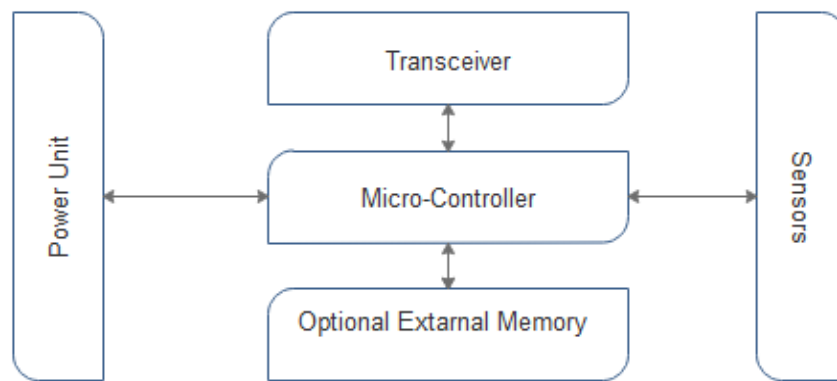 Transceiver
Power Unit
Micro-Controller
Sensors
Optional Extarnal Memory